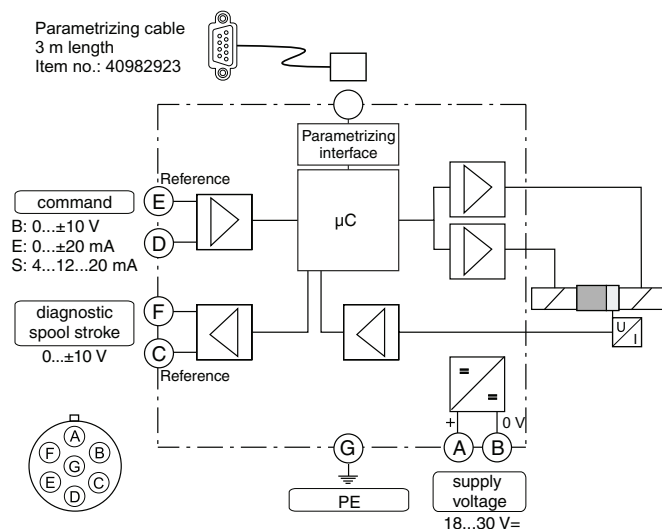 Parametrizing cable
3 m length
Item no.: 40982923
Parametrizing
interface
Reference
E
command
B: 0...±10 V
E: 0...±20 mA
S: 4...12...20 mA
D
µC
diagnostic
spool stroke
0...±10 V
F
C
Reference
U
I
=
=
+
0 V
G
A
B
PE
supply
voltage
18...30 V=
A
F
B
G
E
C
D